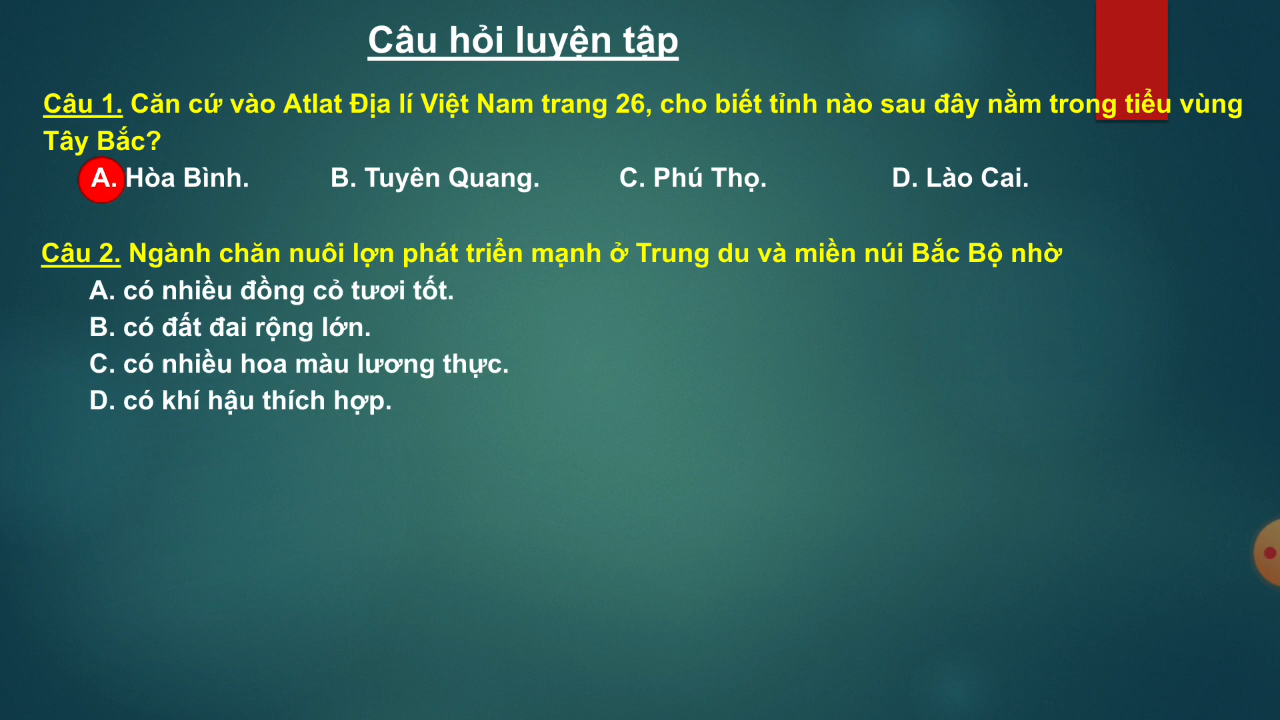 Câu hỏi luyện tập
Câu 1. Căn cứ vào Atlat Địa lí Việt Nam trang 26, cho biết tỉnh nào sau đây nằm trong tiểu vùng
Tây Bắc?
A. Hòa Bình. B. Tuyên Quang. C. Phú Thọ. D. Lào Cai.
Câu 2. Ngành chăn nuôi lợn phát triển mạnh ở Trung du và miền núi Bắc Bộ nhờ
A. có nhiều đồng cỏ tươi tốt.
B. có đất đai rộng lớn.
C. có nhiều hoa màu lương thực.
D. có khí hậu thích hợp.